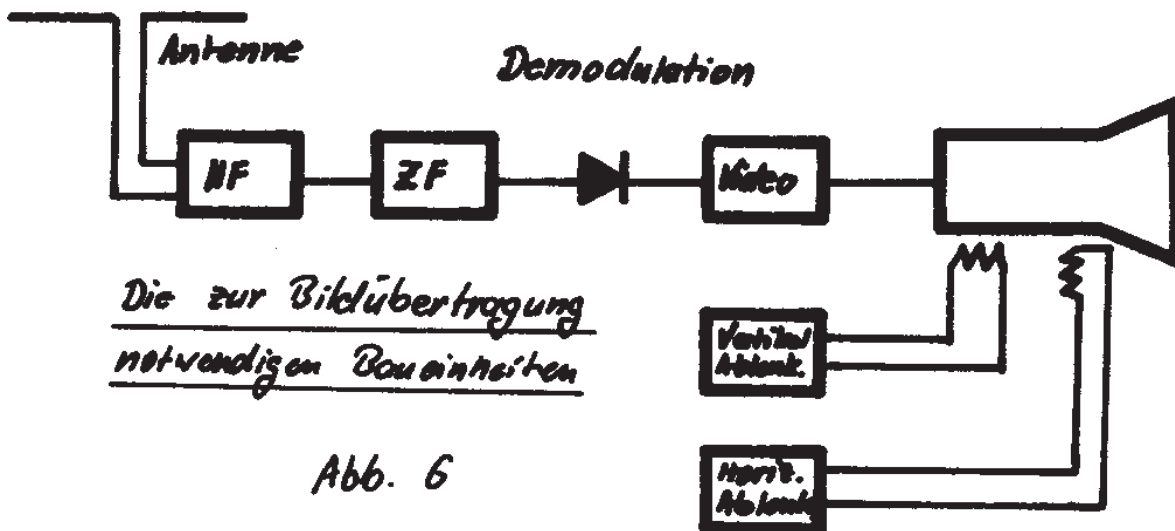 Antenne
Demodulation
HF
ZF
Video
Die zur Bildübertragung
notwendigen Baueinheiten
Vertikal
Ablenk.
Horiz.
Ablenk.
Abb. 6